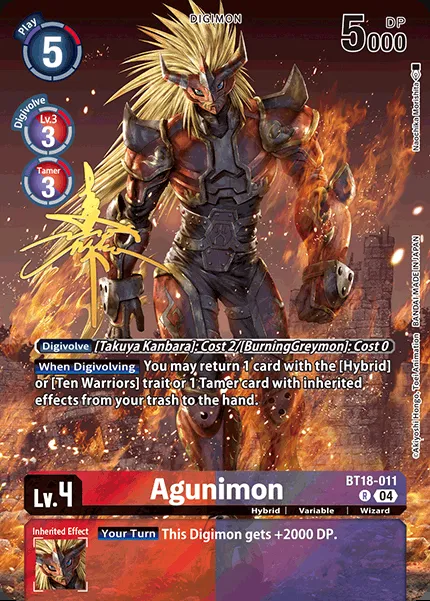 DIGIMON
Play
5
5000 DP
Digivolve
Lv.3
3
Tamer
3
Naochika Morishita
©Akiyoshi Hongo, Toei Animation BANDAI MADE IN JAPAN
Digivolve [Takuya Kanbara]: Cost 2/[BurningGreymon]: Cost 0
When Digivolving You may return 1 card with the [Hybrid]
or [Ten Warriors] trait or 1 Tamer card with inherited
effects from your trash to the hand.
BT18-011
Lv.4 Agunimon
R 04
Hybrid | Variable | Wizard
Inherited Effect
Your Turn This Digimon gets +2000 DP.